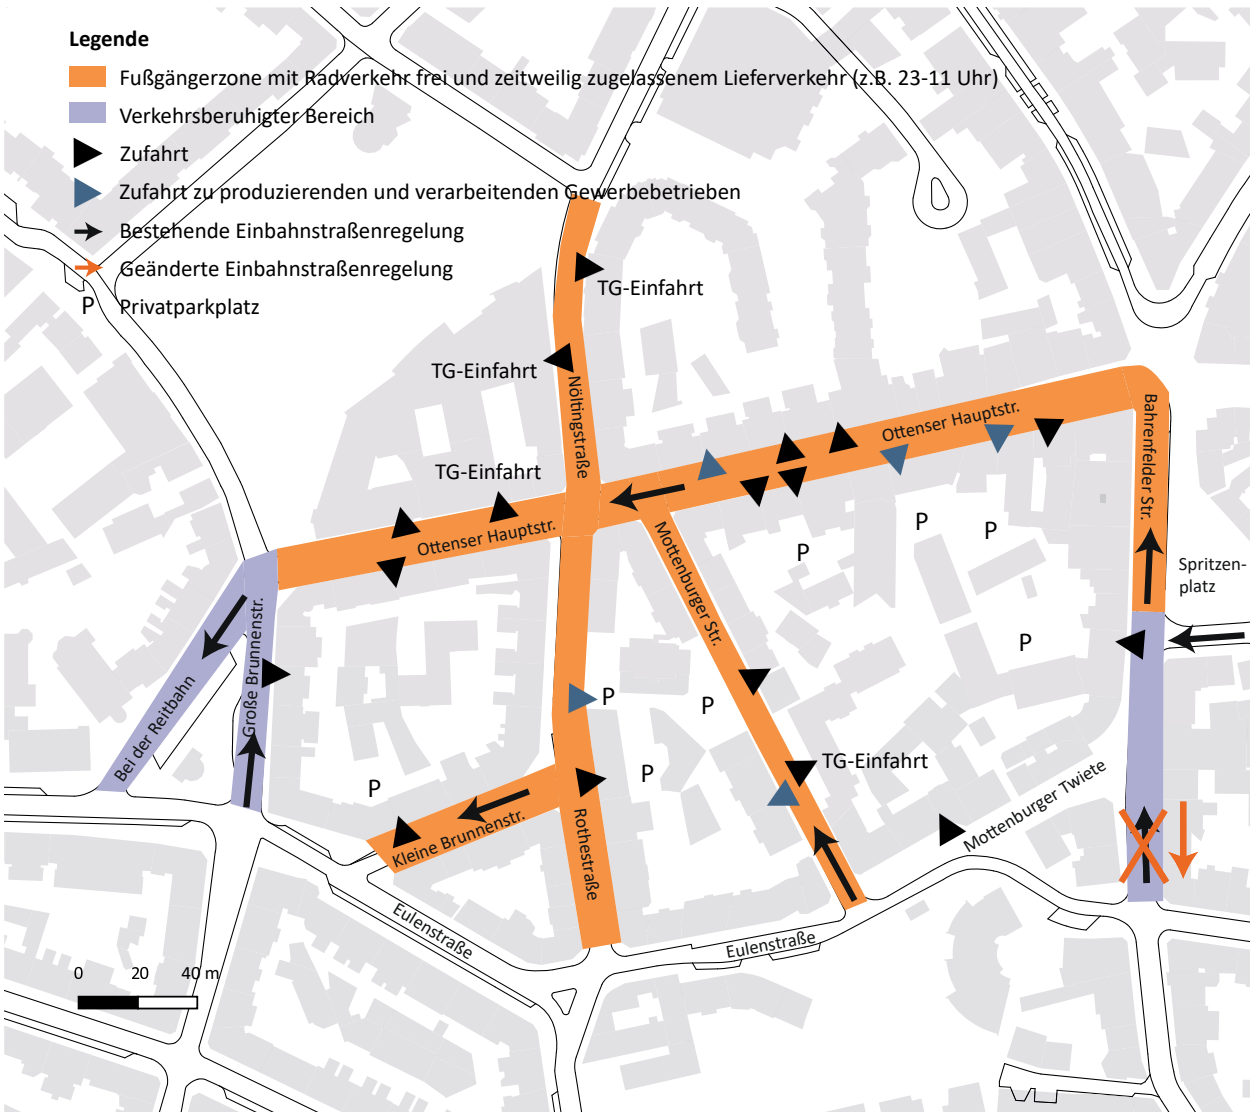 Legende
Fußgängerzone mit Radverkehr frei und zeitweilig zugelassenem Lieferverkehr (z.B. 23-11 Uhr)
Verkehrsberuhigter Bereich
Zufahrt
Zufahrt zu produzierenden und verarbeitenden Gewerbebetrieben
Bestehende Einbahnstraßenregelung
Geänderte Einbahnstraßenregelung
P Privatparkplatz
TG-Einfahrt
TG-Einfahrt
Nöltingstraße
Ottenser Hauptstr.
Bahrenfelder Str.
TG-Einfahrt
Ottenser Hauptstr.
Mottenburger Str.
P
P
P
Spritzen-
platz
P
Große Brunnenstr.
Bei der Reitbahn
P
P
P
P
TG-Einfahrt
Mottenburger Twiete
Kleine Brunnenstr.
Rothestraße
Eulenstraße
Eulenstraße
0 20 40 m